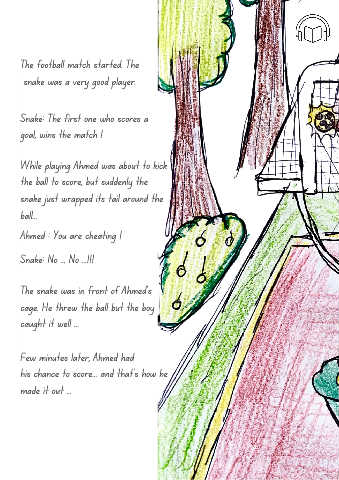 The football match started. The
snake was a very good player.
Snake: The first one who scores a
goal, wins the match !
While playing Ahmed was about to kick
the ball to score, but suddenly the
snake just wrapped its tail around the
ball...
Ahmed : You are cheating !
Snake: No ... No ...!!!
The snake was in front of Ahmed's
cage. He threw the ball but the boy
caught it well ...
Few minutes later, Ahmed had
his chance to score... and that's how he
made it out ...